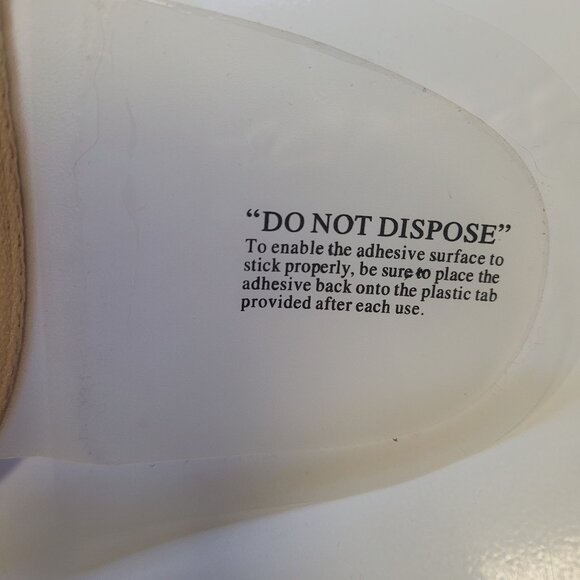 “DO NOT DISPOSE”
To enable the adhesive surface to
stick properly, be sure to place the
adhesive back onto the plastic tab
provided after each use.